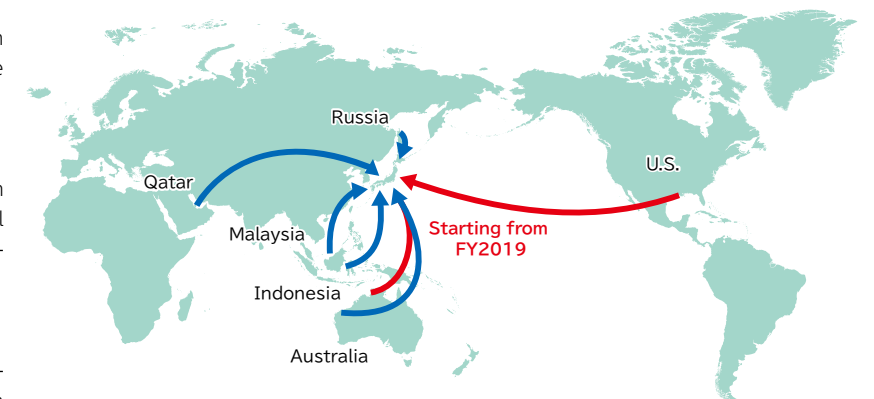 Russia
U.S.
Qatar
Malaysia
Starting from
FY2019
Indonesia
Australia